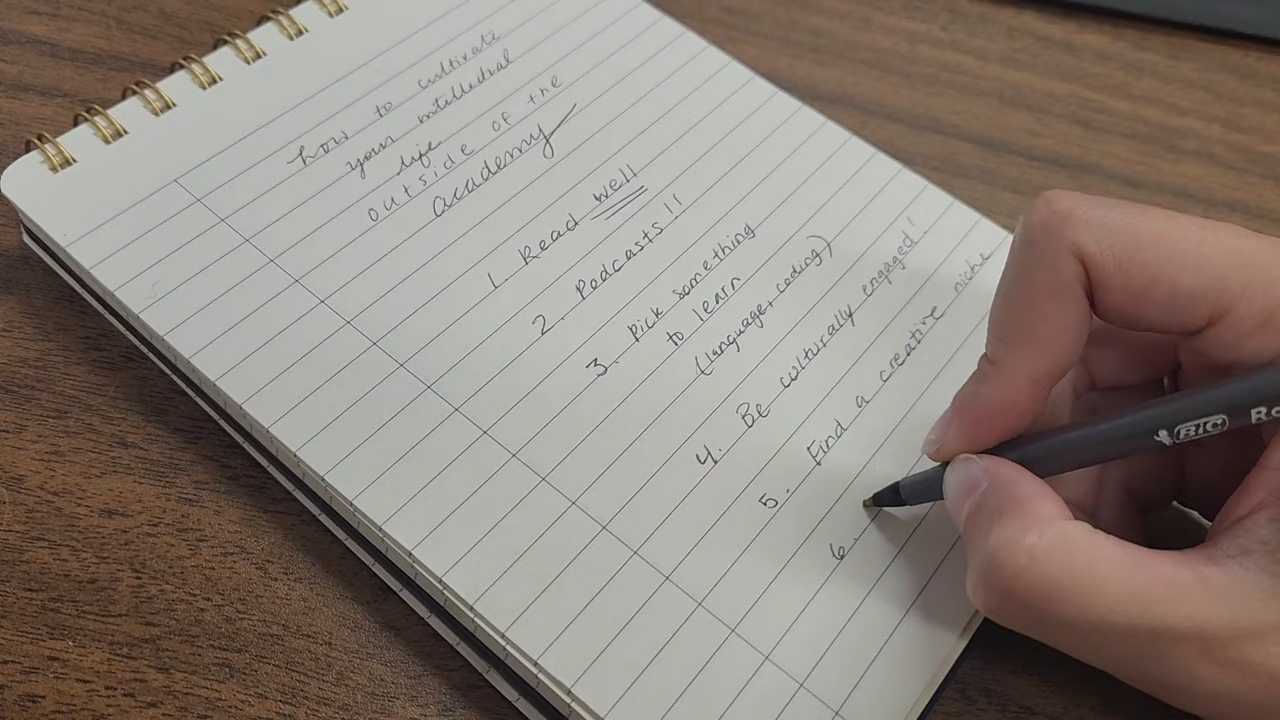 how to cultivate
your intellectual
life
outside of the
academy
1. Read well
2. Podcasts!!
3. Pick something
to learn
(language, coding)
4. Be culturally engaged!
5. Find a creative niche
6.
BIC